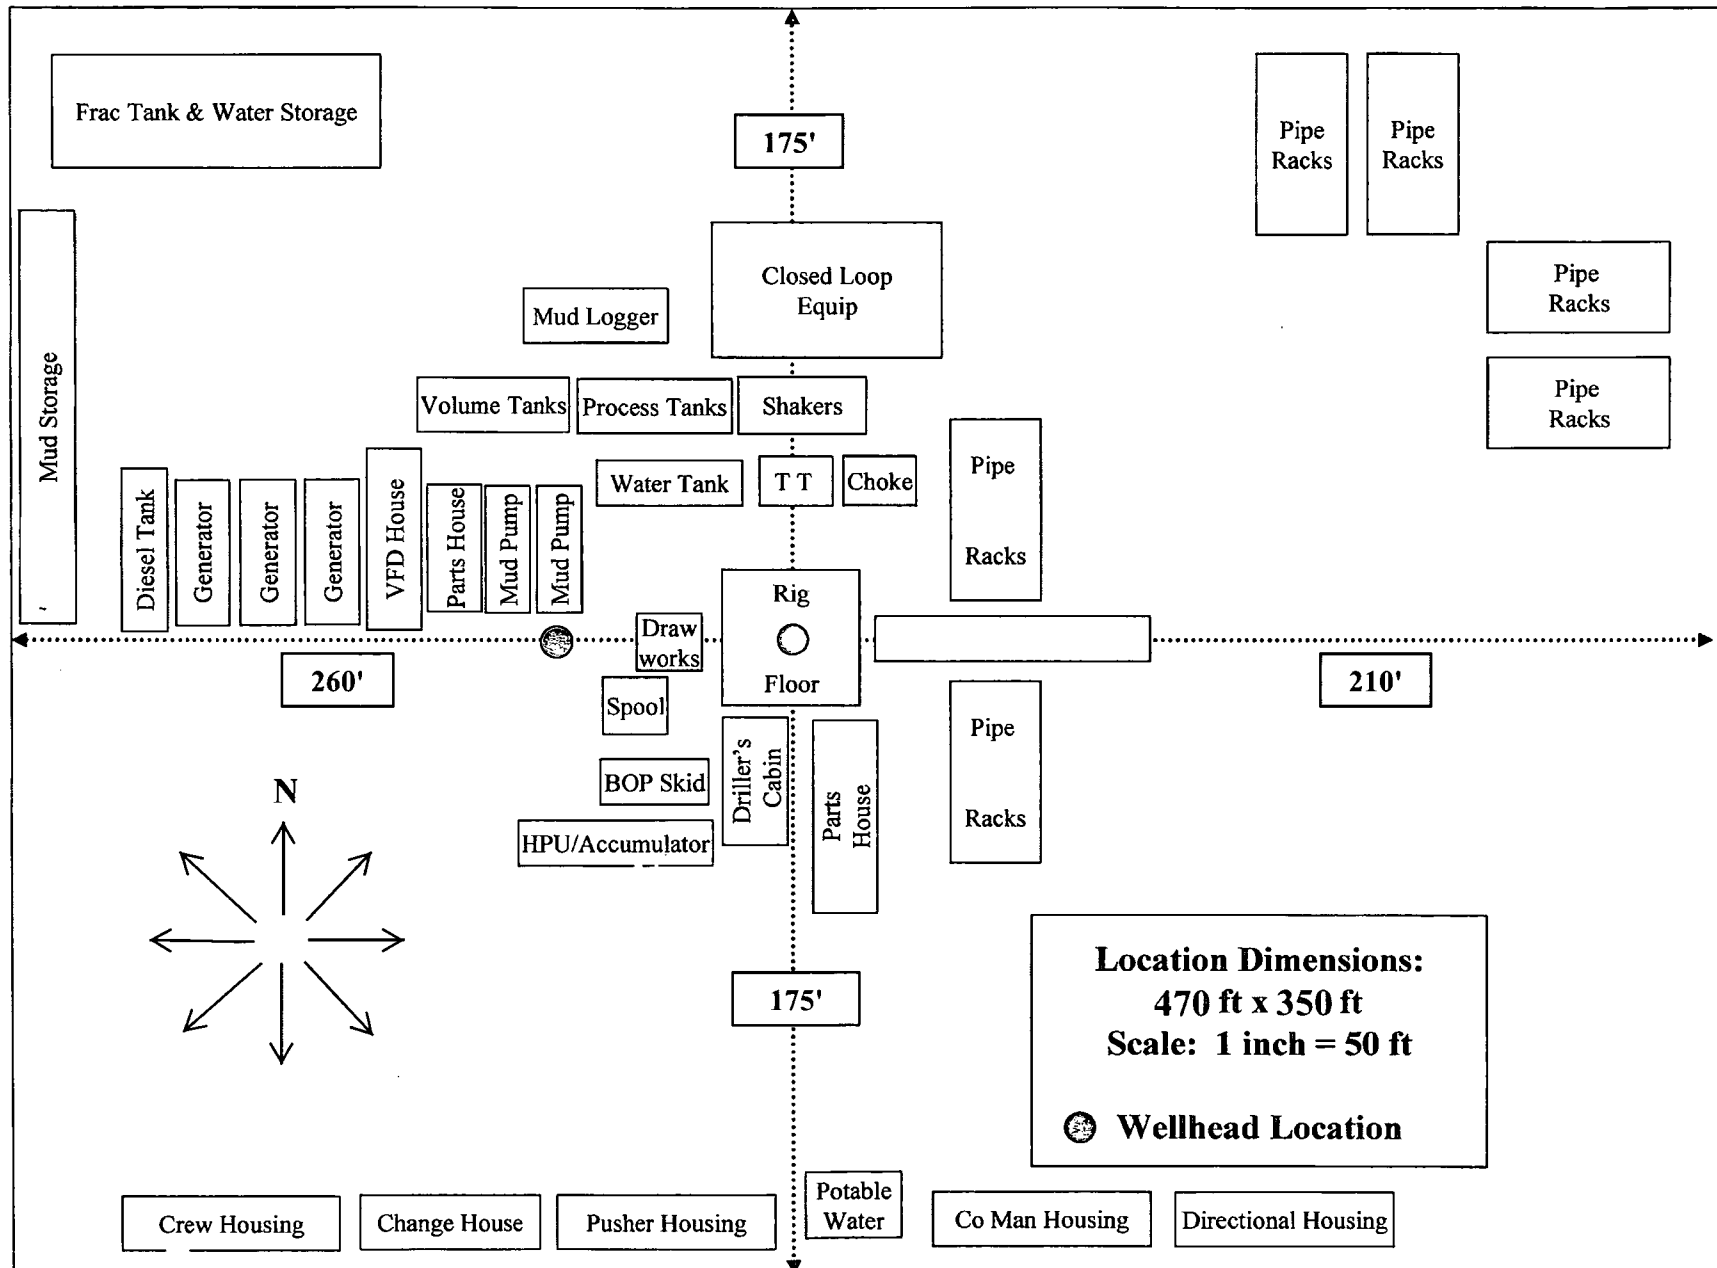 Frac Tank & Water Storage
175'
Pipe
Racks
Pipe
Racks
Closed Loop
Equip
Pipe
Racks
Mud Logger
Mud Storage
Volume Tanks
Process Tanks
Shakers
Pipe
Racks
Diesel Tank
Generator
Generator
Generator
VFD House
Parts House
Mud Pump
Mud Pump
Water Tank
T T
Choke
Pipe
Racks
Rig
Floor
Draw
works
260'
210'
Spool
Pipe
Racks
BOP Skid
Driller's
Cabin
Parts
House
HPU/Accumulator
N
175'
Location Dimensions:
470 ft x 350 ft
Scale: 1 inch = 50 ft
Wellhead Location
Crew Housing
Change House
Pusher Housing
Potable
Water
Co Man Housing
Directional Housing